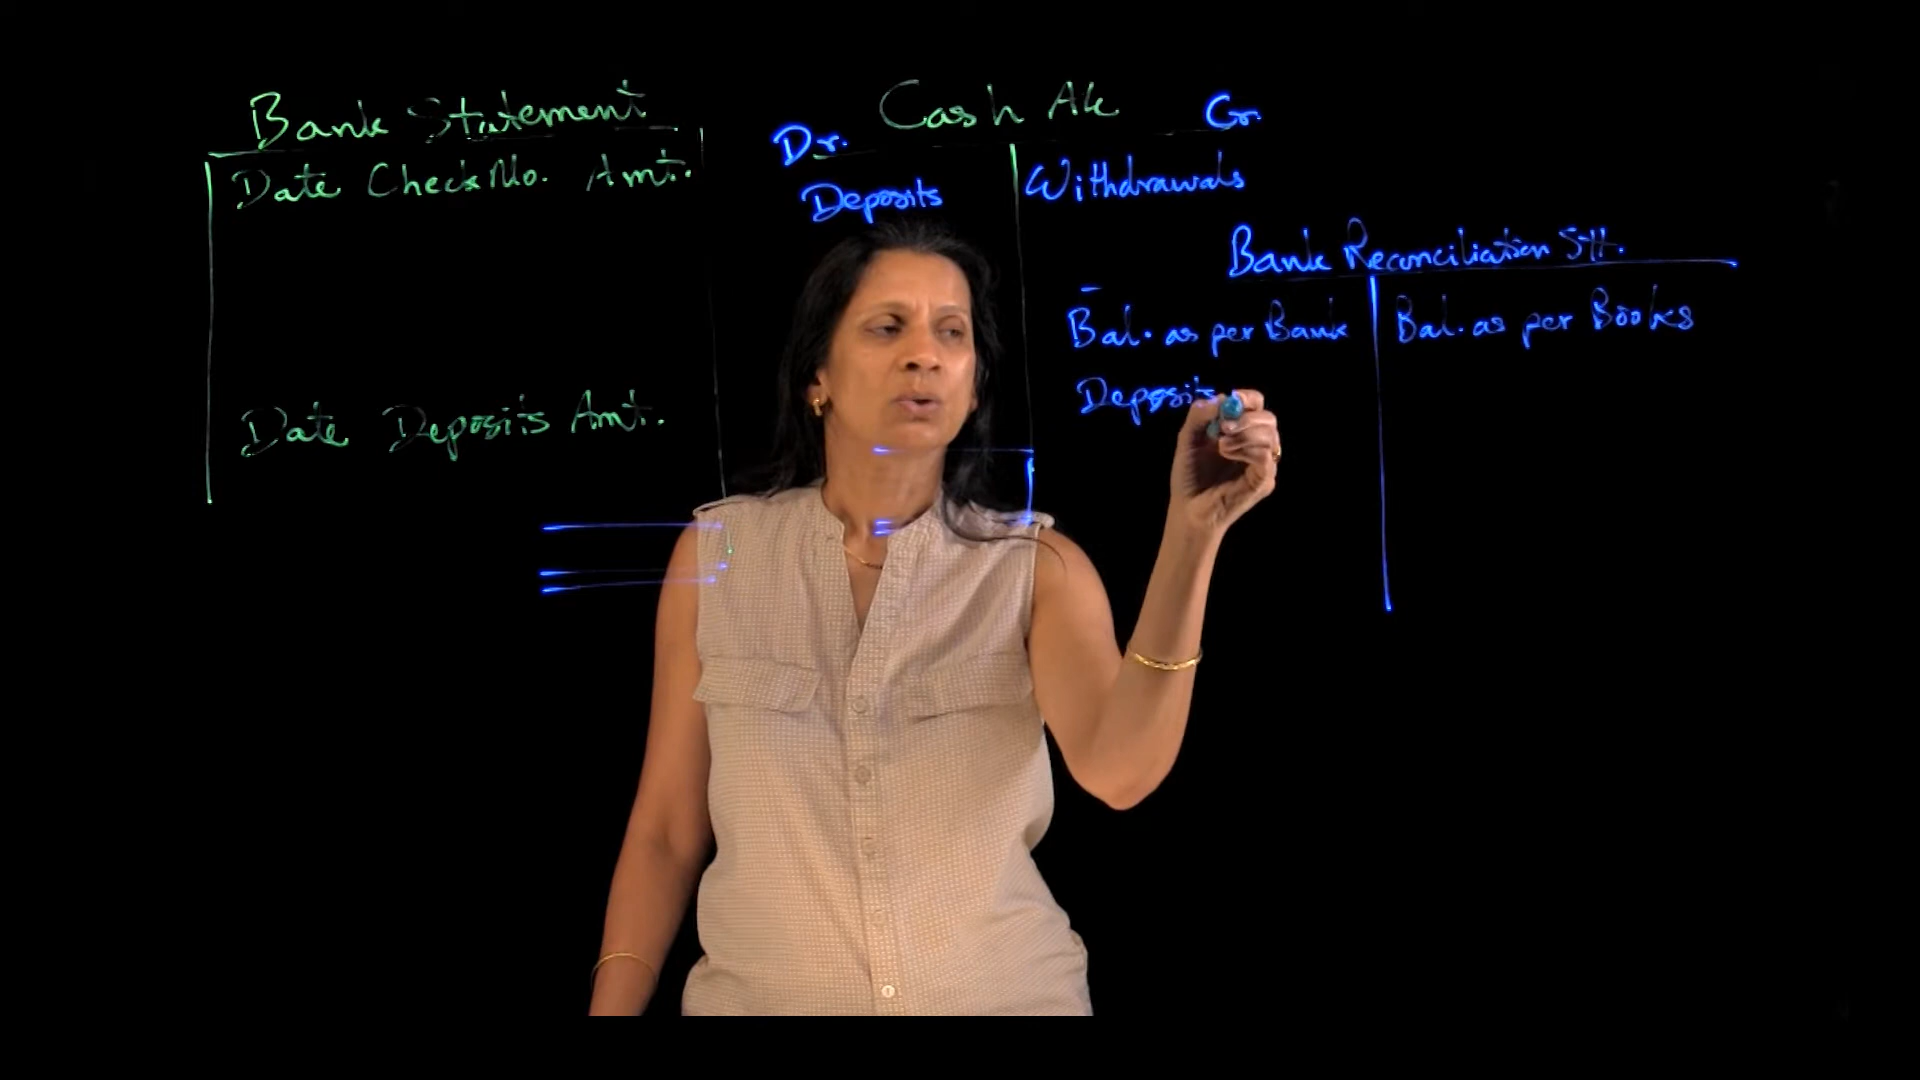 Bank Statement
Date Check No. Amt.
Date Deposits Amt.
Cash A/c
Dr.
Cr.
Deposits
Withdrawals
Bank Reconciliation Stt.
Bal. as per Bank
Bal. as per Books
Deposits